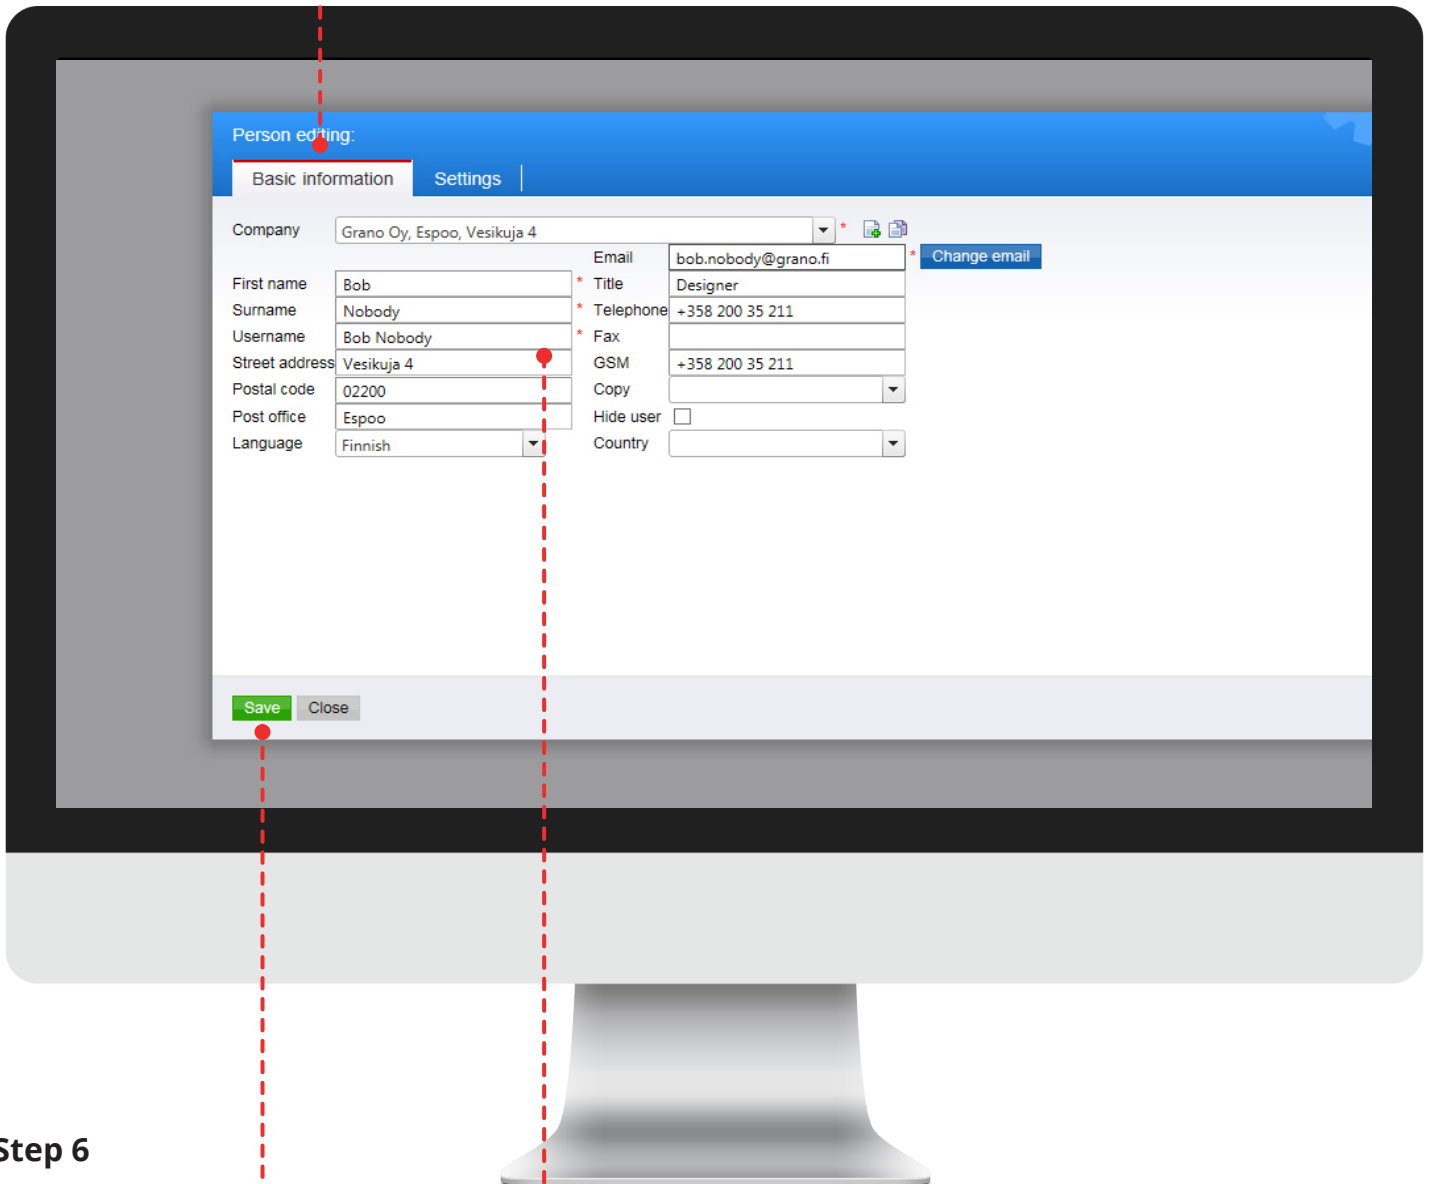 Person editing:
Basic information Settings
Company Grano Oy, Espoo, Vesikuja 4 *
Email bob.nobody@grano.fi * Change email
First name Bob * Title Designer
Surname Nobody * Telephone +358 200 35 211
Username Bob Nobody * Fax
Street address Vesikuja 4 GSM +358 200 35 211
Postal code 02200 Copy
Post office Espoo Hide user
Language Finnish Country
Save Close
Step 6